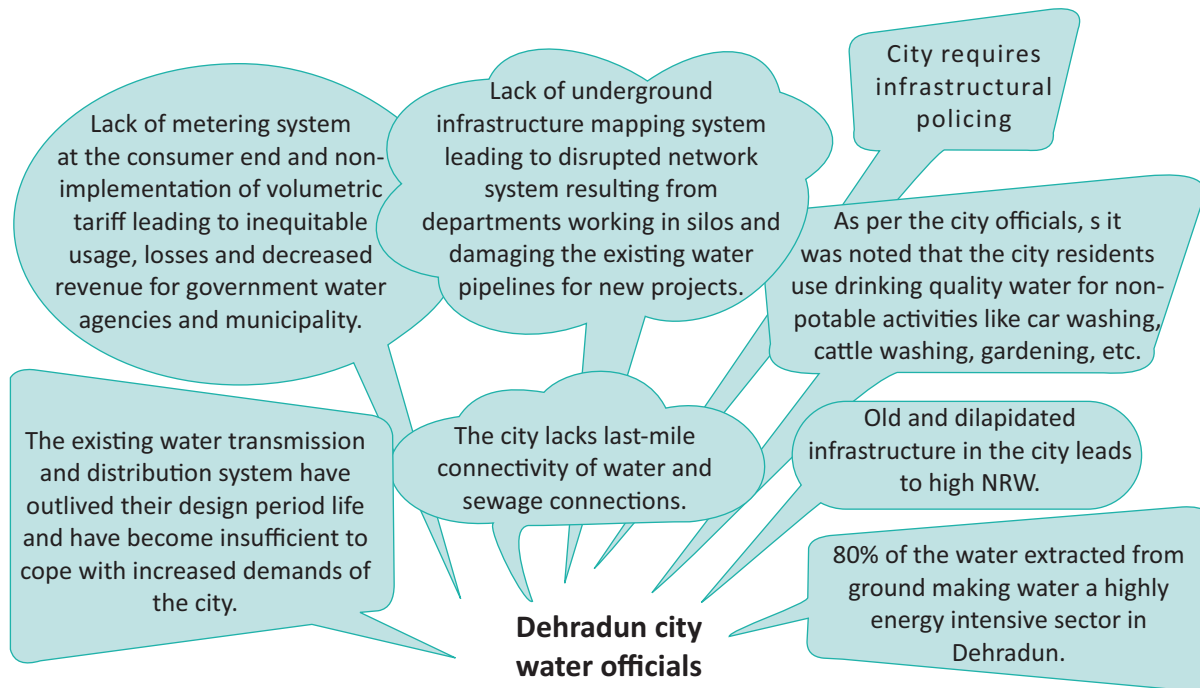 Lack of metering system
at the consumer end and non-
implementation of volumetric
tariff leading to inequitable
usage, losses and decreased
revenue for government water
agencies and municipality.
Lack of underground
infrastructure mapping system
leading to disrupted network
system resulting from
departments working in silos and
damaging the existing water
pipelines for new projects.
City requires
infrastructural
policing
As per the city officials, s it
was noted that the city residents
use drinking quality water for non-
potable activities like car washing,
cattle washing, gardening, etc.
The existing water transmission
and distribution system have
outlived their design period life
and have become insufficient to
cope with increased demands of
the city.
The city lacks last-mile
connectivity of water and
sewage connections.
Old and dilapidated
infrastructure in the city leads
to high NRW.
80% of the water extracted from
ground making water a highly
energy intensive sector in
Dehradun.
Dehradun city
water officials